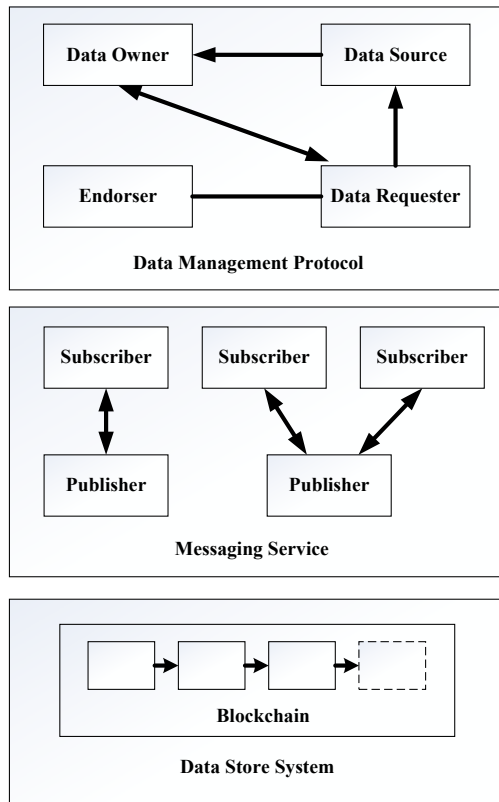 Data Owner
Data Source
Endorser
Data Requester
Data Management Protocol
Subscriber
Subscriber
Subscriber
Publisher
Publisher
Messaging Service
Blockchain
Data Store System